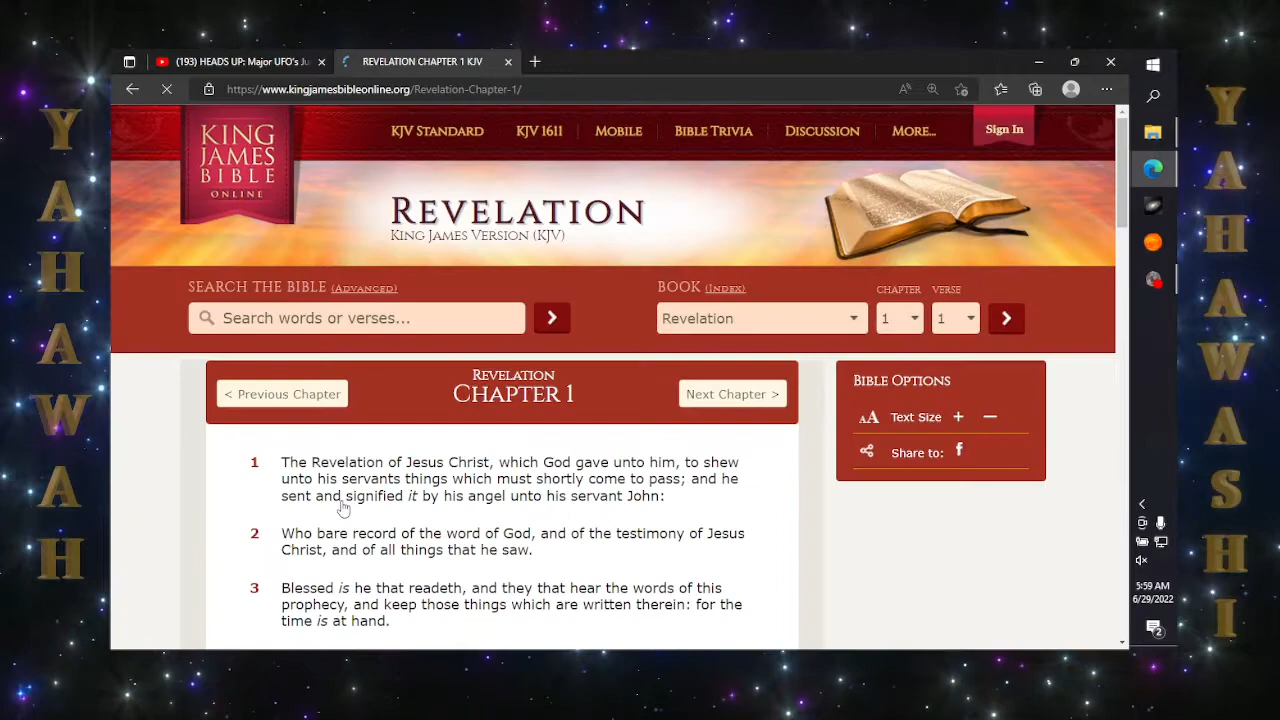 (193) HEADS UP: Major UFO's Ju
REVELATION CHAPTER 1 KJV
https://www.kingjamesbibleonline.org/Revelation-Chapter-1/
KING
JAMES
BIBLE
ONLINE
KJV STANDARD
KJV 1611
MOBILE
BIBLE TRIVIA
DISCUSSION
MORE...
Sign In
REVELATION
KING JAMES VERSION (KJV)
SEARCH THE BIBLE (ADVANCED)
Search words or verses...
BOOK (INDEX)
CHAPTER
VERSE
Revelation
1
1
REVELATION
CHAPTER 1
< Previous Chapter
Next Chapter >
1 The Revelation of Jesus Christ, which God gave unto him, to shew
unto his servants things which must shortly come to pass; and he
sent and signified it by his angel unto his servant John:
2 Who bare record of the word of God, and of the testimony of Jesus
Christ, and of all things that he saw.
3 Blessed is he that readeth, and they that hear the words of this
prophecy, and keep those things which are written therein: for the
time is at hand.
BIBLE OPTIONS
AA Text Size + −
Share to: f
5:59 AM
6/29/2022
2
Y
A
H
A
W
A
H
Y
A
H
A
W
A
S
H
I